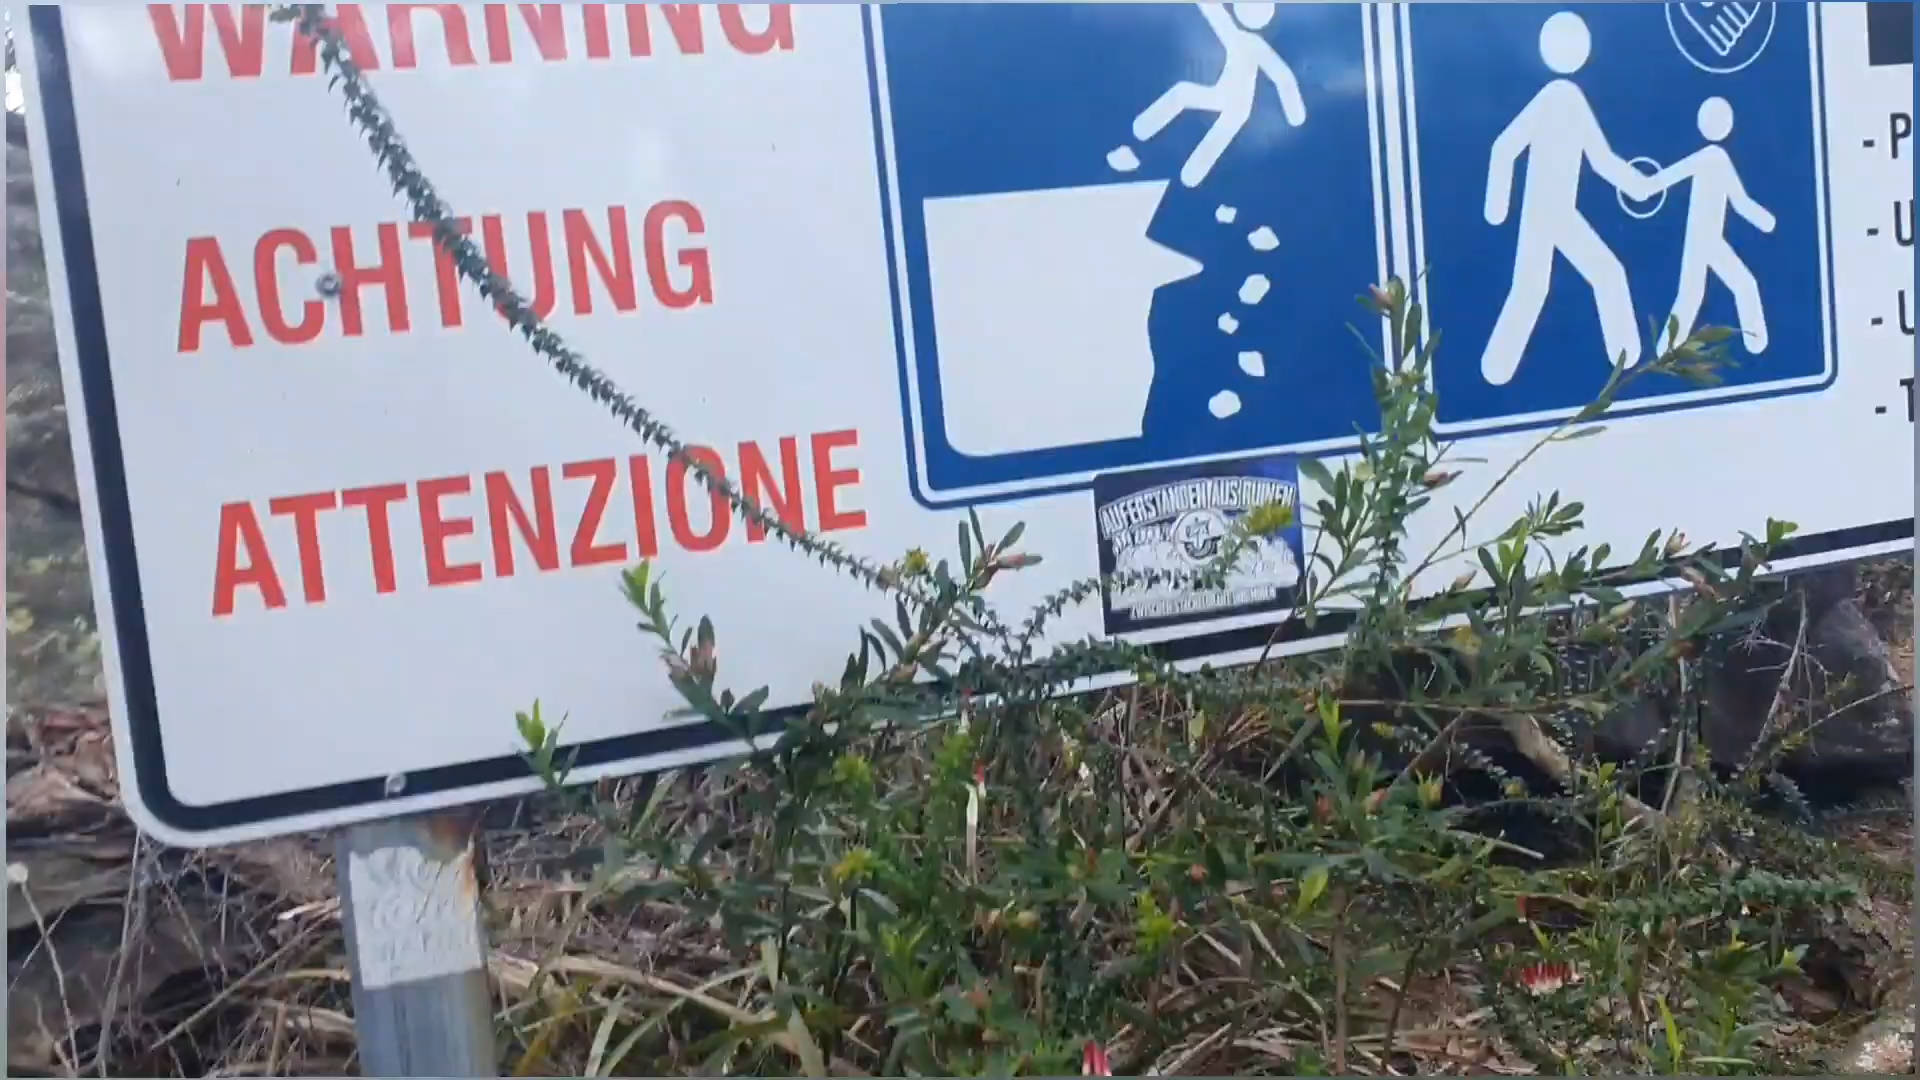 WARNING
ACHTUNG
ATTENZIONE
- P
- U
- U
- T
AUFERSTANDEN AUS RUINEN